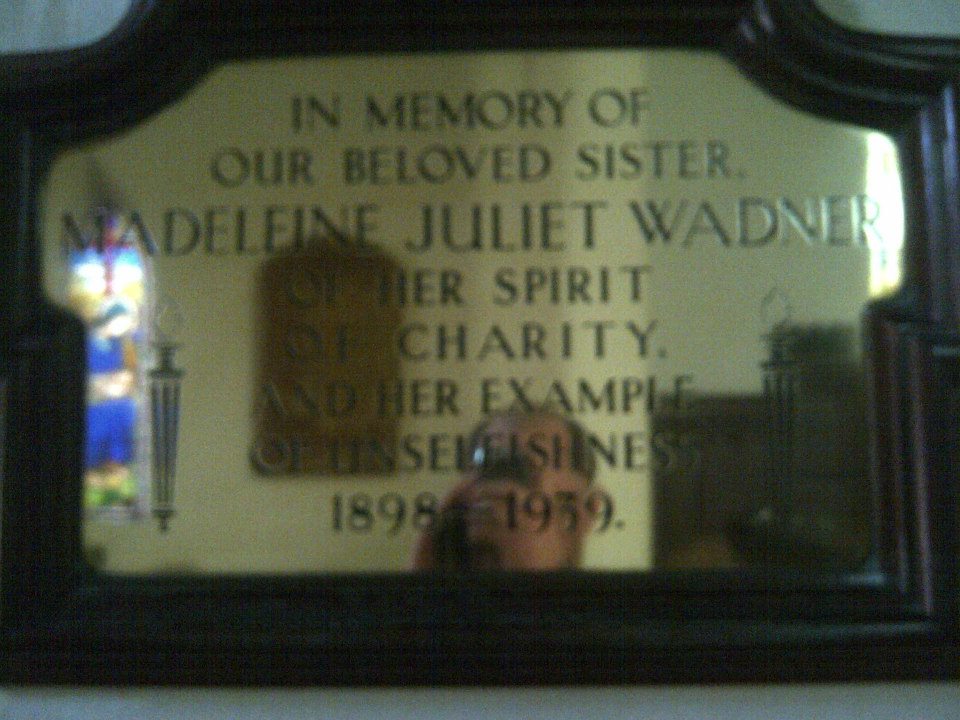 IN MEMORY OF
OUR BELOVED SISTER.
MADELEINE JULIET WADNER
OF HER SPIRIT
OF CHARITY.
AND HER EXAMPLE
OF UNSELFISHNESS
1898 - 1959.